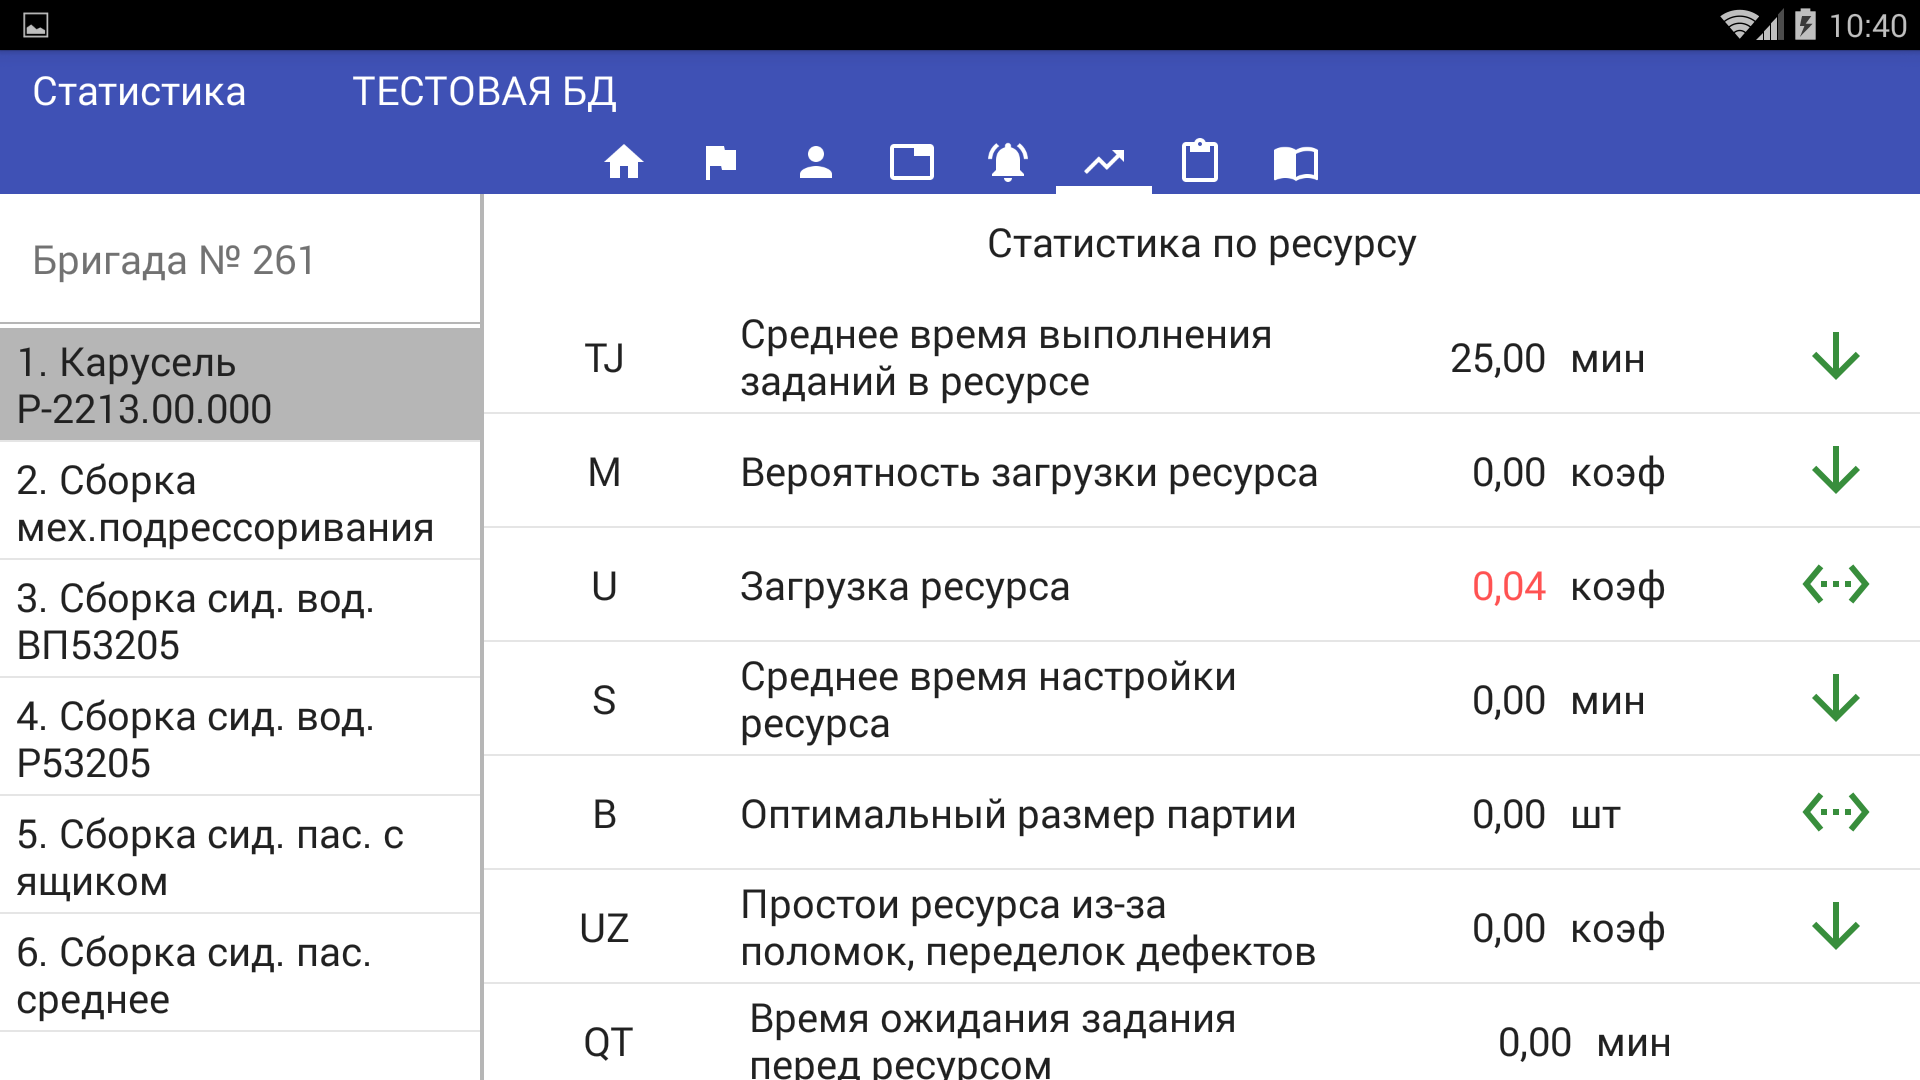 10:40
Статистика ТЕСТОВАЯ БД
Бригада № 261
1. Карусель
Р-2213.00.000
2. Сборка
мех.подрессоривания
3. Сборка сид. вод.
ВП53205
4. Сборка сид. вод.
Р53205
5. Сборка сид. пас. с
ящиком
6. Сборка сид. пас.
среднее
Статистика по ресурсу
TJ Среднее время выполнения
заданий в ресурсе 25,00 мин
M Вероятность загрузки ресурса 0,00 коэф
U Загрузка ресурса 0,04 коэф
S Среднее время настройки
ресурса 0,00 мин
B Оптимальный размер партии 0,00 шт
UZ Простои ресурса из-за
поломок, переделок дефектов 0,00 коэф
QT Время ожидания задания
перед ресурсом 0,00 мин